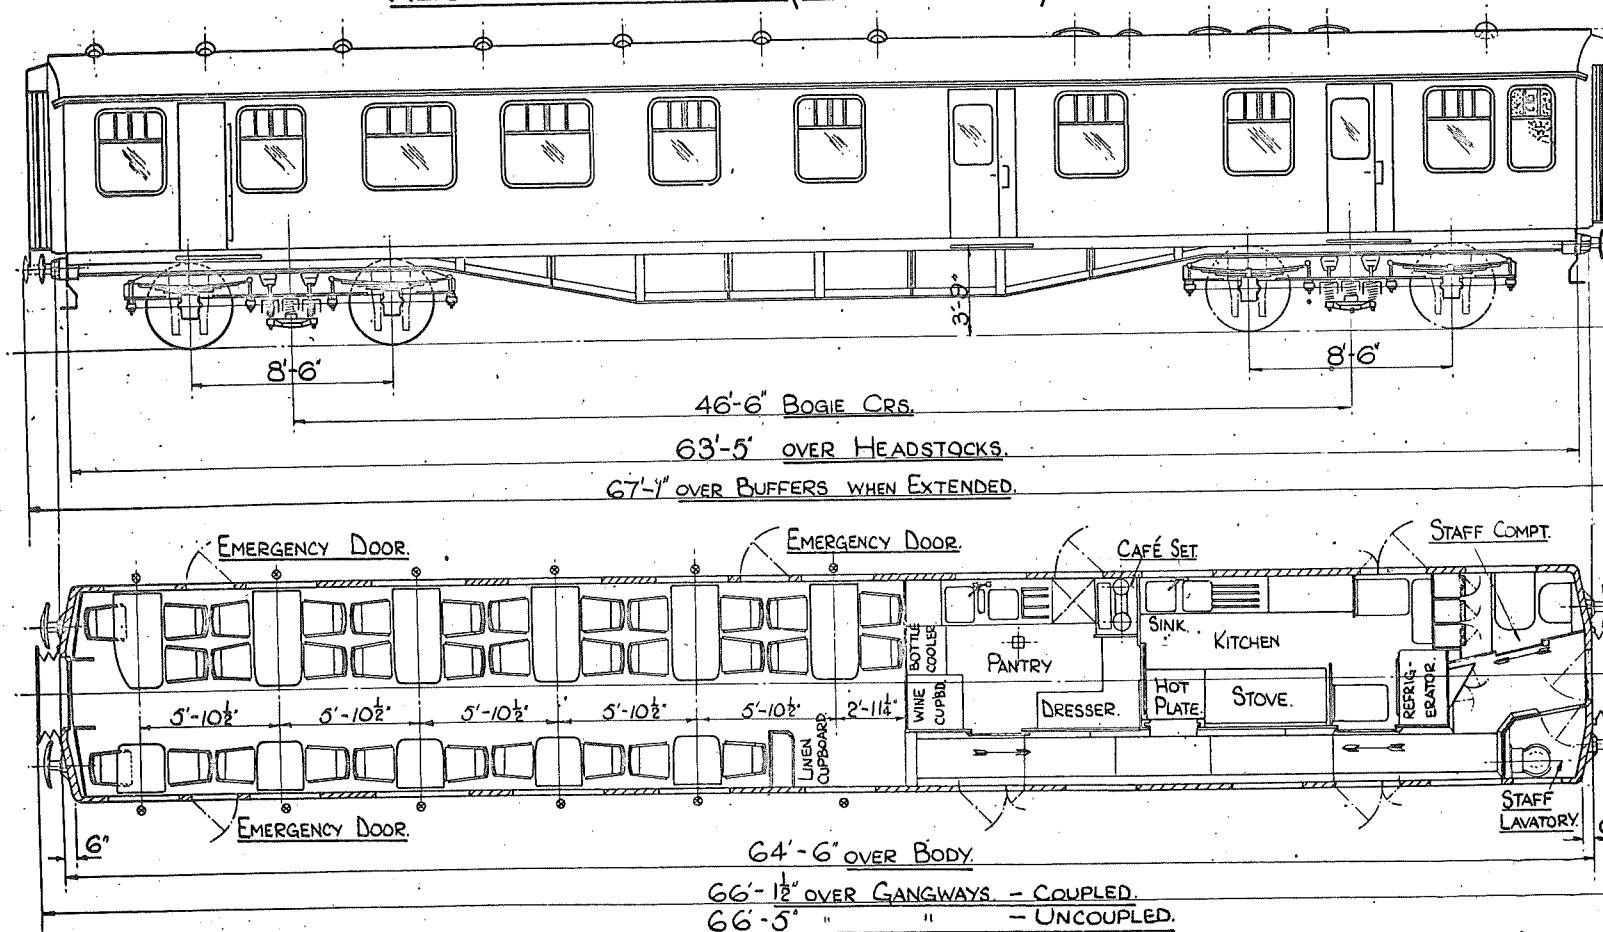 3'-9"
8'-6"
8'-6"
46'-6" BOGIE CRS.
63'-5" OVER HEADSTOCKS.
67'-1" OVER BUFFERS WHEN EXTENDED.
EMERGENCY DOOR.
EMERGENCY DOOR.
CAFÉ SET
STAFF COMPT.
BOTTLE
COOLER
PANTRY
SINK.
KITCHEN
WINE
CUPBD.
DRESSER.
HOT
PLATE.
STOVE.
REFRIG-
ERATOR.
5'-10½"
5'-10½"
5'-10½"
5'-10½"
5'-10½"
2'-11¼"
LINEN
CUPBOARD.
EMERGENCY DOOR.
STAFF
LAVATORY.
6"
64'-6" OVER BODY.
66'-1½" OVER GANGWAYS. - COUPLED.
66'-5" " " - UNCOUPLED.